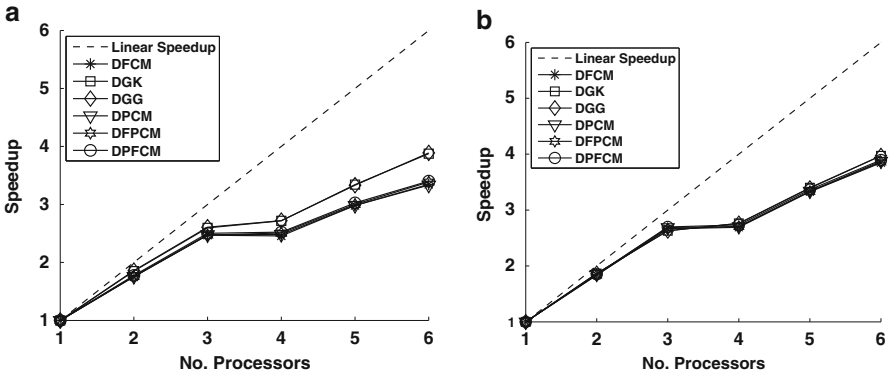 a
Speedup
6
5
4
3
2
1
Linear Speedup
DFCM
DGK
DGG
DPCM
DFPCM
DPFCM
1 2 3 4 5 6
No. Processors
b
Speedup
6
5
4
3
2
1
Linear Speedup
DFCM
DGK
DGG
DPCM
DFPCM
DPFCM
1 2 3 4 5 6
No. Processors